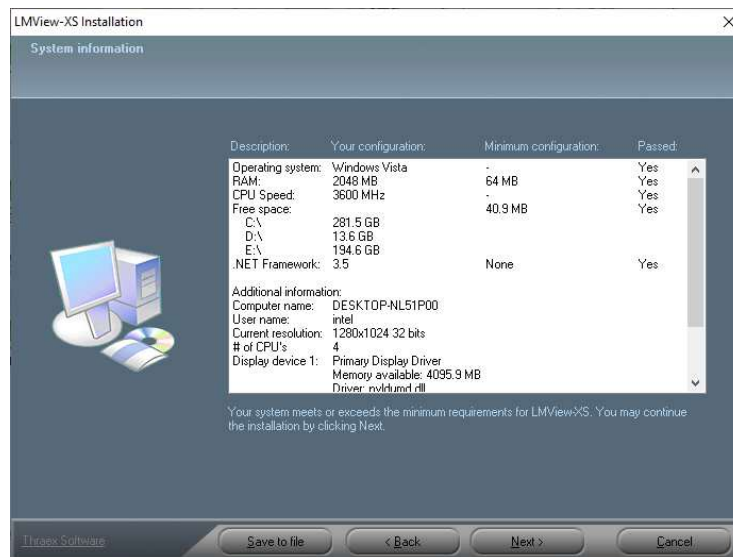 LMView-XS Installation
System information
Description: Your configuration: Minimum configuration: Passed:
Operating system: Windows Vista - Yes
RAM: 2048 MB 64 MB Yes
CPU Speed: 3600 MHz - Yes
Free space: 40.9 MB Yes
C:\ 281.5 GB
D:\ 13.6 GB
E:\ 194.6 GB
.NET Framework: 3.5 None Yes
Additional information:
Computer name: DESKTOP-NL51P00
User name: intel
Current resolution: 1280x1024 32 bits
# of CPU's 4
Display device 1: Primary Display Driver
Memory available: 4095.9 MB
Driver: nvldumd.dll
Your system meets or exceeds the minimum requirements for LMView-XS. You may continue
the installation by clicking Next.
Thraex Software
Save to file < Back Next > Cancel